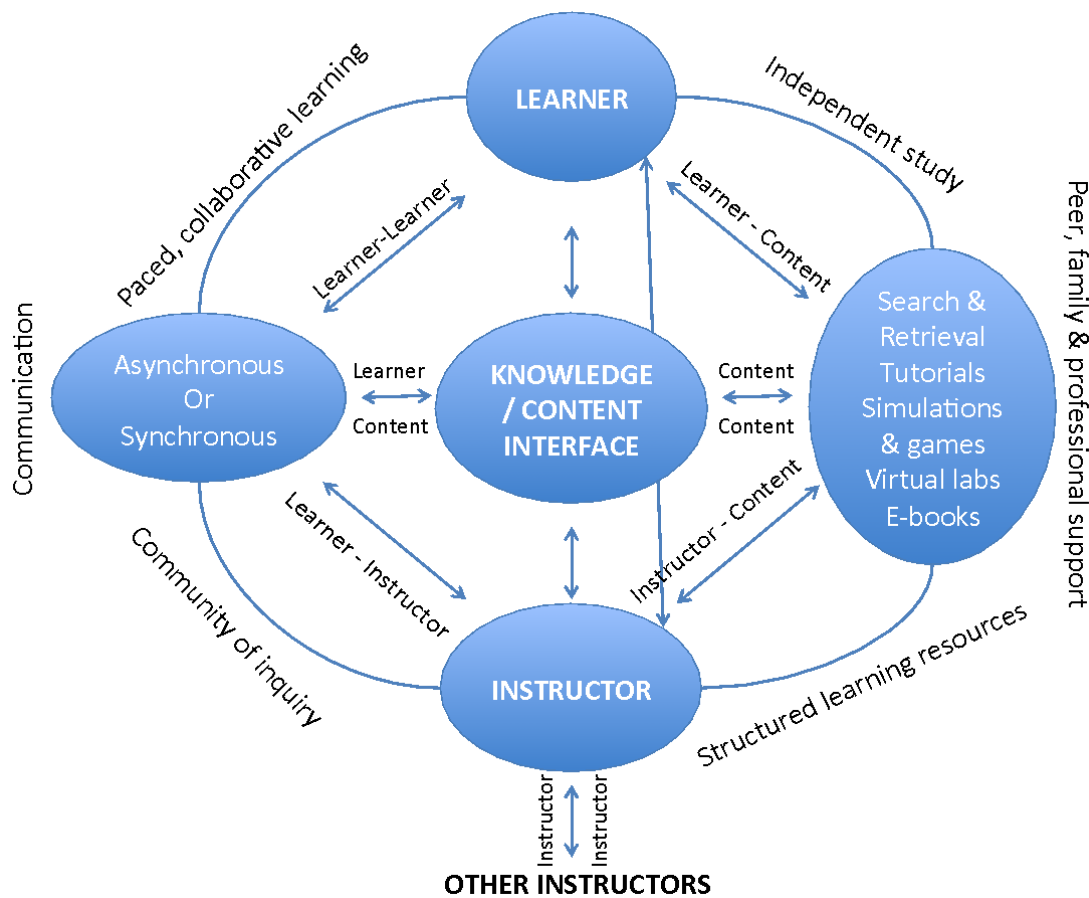 LEARNER
Paced, collaborative learning
Independent study
Learner-Learner
Learner - Content
Communication
Peer, family & professional support
Asynchronous
Or
Synchronous
Learner
Content
KNOWLEDGE
/ CONTENT
INTERFACE
Content
Content
Search &
Retrieval
Tutorials
Simulations
& games
Virtual labs
E-books
Learner - Instructor
Instructor - Content
Community of inquiry
Structured learning resources
INSTRUCTOR
Instructor
Instructor
OTHER INSTRUCTORS